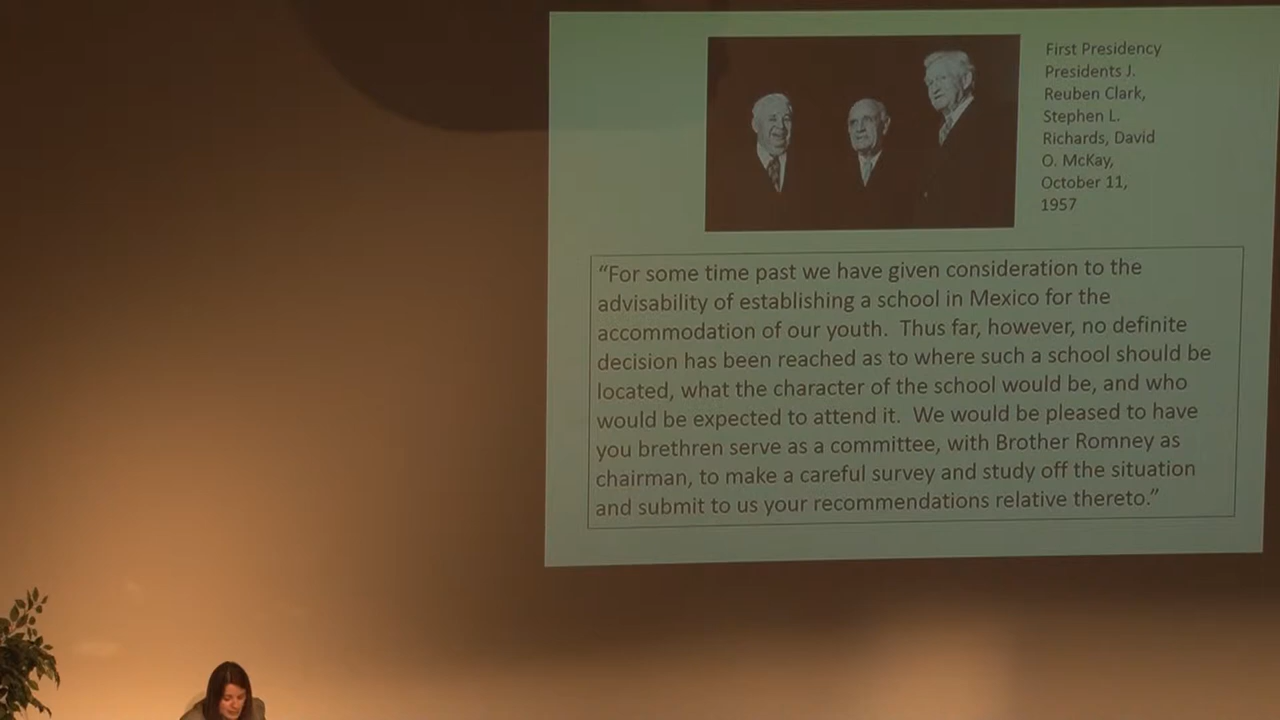 First Presidency
Presidents J.
Reuben Clark,
Stephen L.
Richards, David
O. McKay,
October 11,
1957
“For some time past we have given consideration to the
advisability of establishing a school in Mexico for the
accommodation of our youth.  Thus far, however, no definite
decision has been reached as to where such a school should be
located, what the character of the school would be, and who
would be expected to attend it.  We would be pleased to have
you brethren serve as a committee, with Brother Romney as
chairman, to make a careful survey and study off the situation
and submit to us your recommendations relative thereto.”